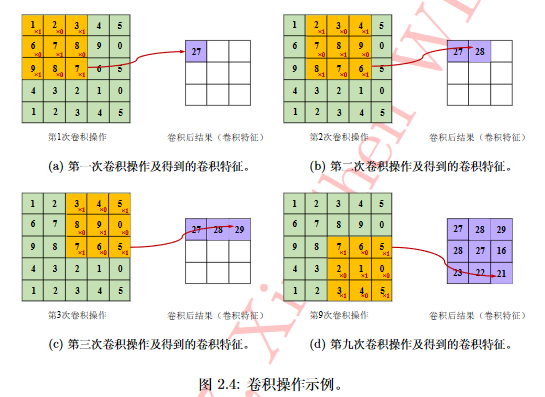 1×1 2×0 3×1 4 5
6×0 7×1 8×0 9 0
9×1 8×0 7×1 6 5
4 3 2 1 0
1 2 3 4 5
27
第1次卷积操作
卷积后结果（卷积特征）
(a) 第一次卷积操作及得到的卷积特征。
1 2×1 3×0 4×1 5
6 7×0 8×1 9×0 0
9 8×1 7×0 6×1 5
4 3 2 1 0
1 2 3 4 5
27 28
第2次卷积操作
卷积后结果（卷积特征）
(b) 第二次卷积操作及得到的卷积特征。
1 2 3×1 4×0 5×1
6 7 8×0 9×1 0×0
9 8 7×1 6×0 5×1
4 3 2 1 0
1 2 3 4 5
27 28 29
第3次卷积操作
卷积后结果（卷积特征）
(c) 第三次卷积操作及得到的卷积特征。
1 2 3 4 5
6 7 8 9 0
9 8 7×1 6×0 5×1
4 3 2×0 1×1 0×0
1 2 3×1 4×0 5×1
27 28 29
28 27 16
23 22 21
第9次卷积操作
卷积后结果（卷积特征）
(d) 第九次卷积操作及得到的卷积特征。
图 2.4: 卷积操作示例。